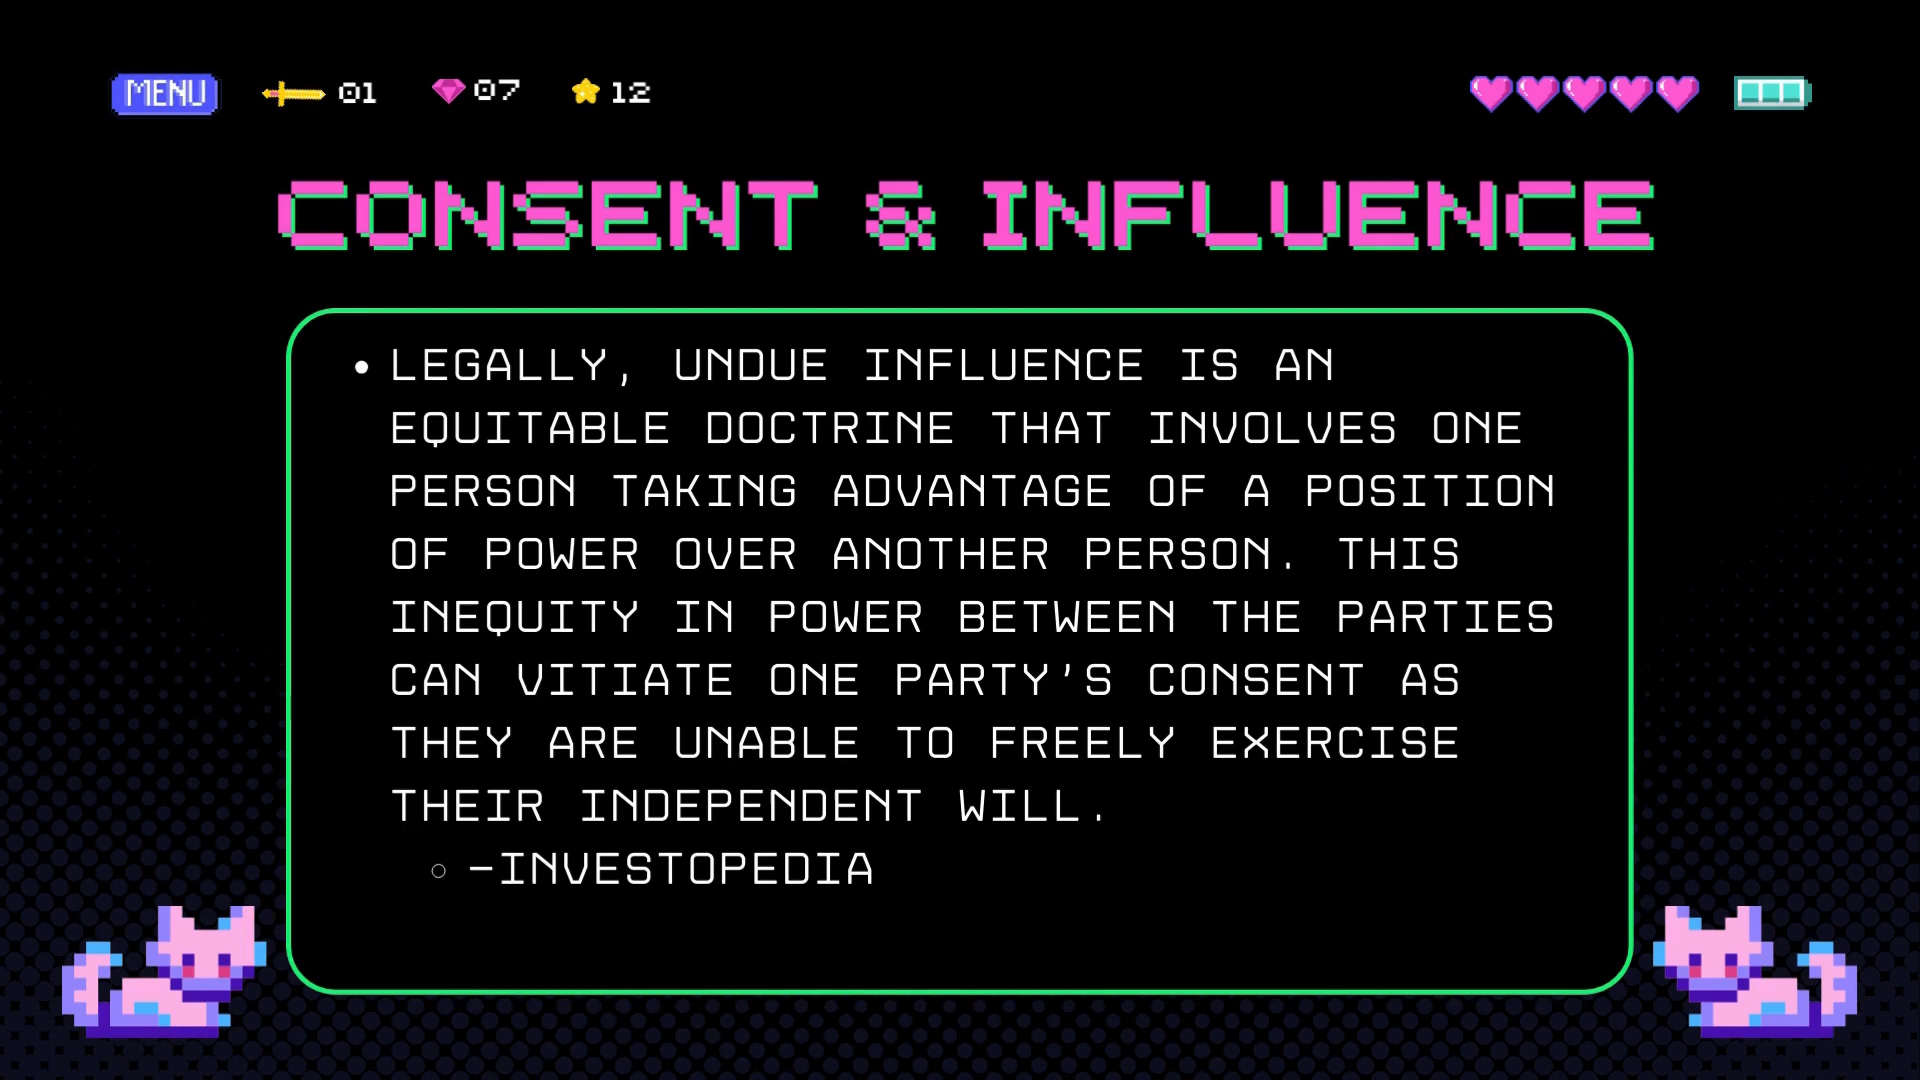 MENU 01 07 12
CONSENT & INFLUENCE
• LEGALLY, UNDUE INFLUENCE IS AN
EQUITABLE DOCTRINE THAT INVOLVES ONE
PERSON TAKING ADVANTAGE OF A POSITION
OF POWER OVER ANOTHER PERSON. THIS
INEQUITY IN POWER BETWEEN THE PARTIES
CAN VITIATE ONE PARTY'S CONSENT AS
THEY ARE UNABLE TO FREELY EXERCISE
THEIR INDEPENDENT WILL.
○ -INVESTOPEDIA